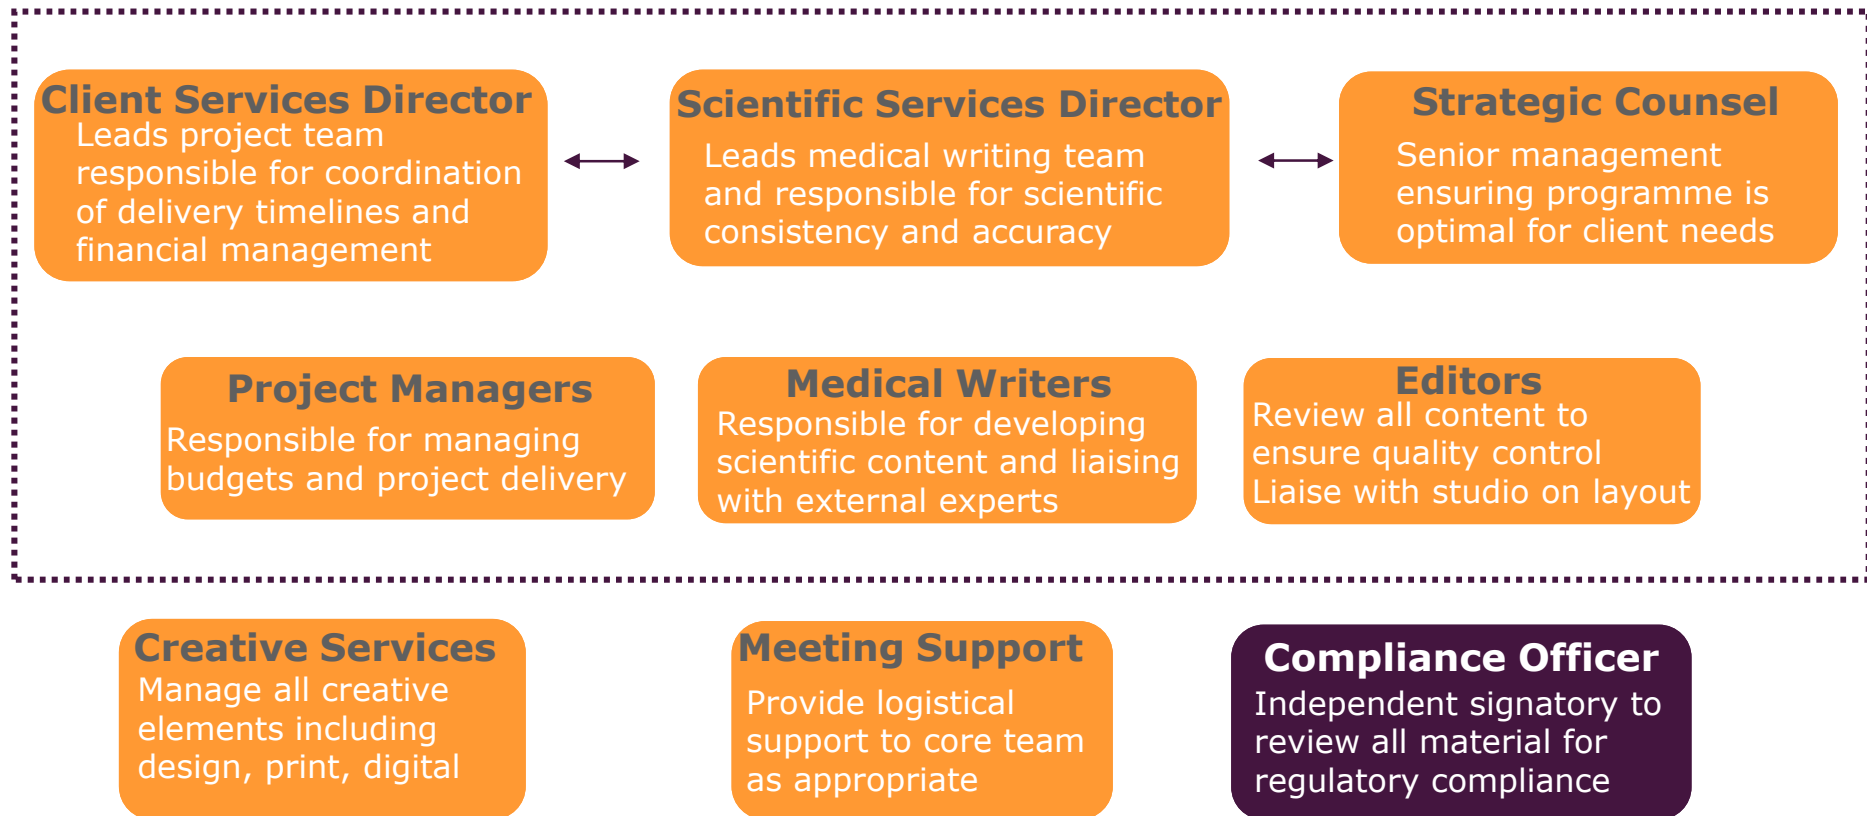 Client Services Director
Leads project team
responsible for coordination
of delivery timelines and
financial management
Scientific Services Director
Leads medical writing team
and responsible for scientific
consistency and accuracy
Strategic Counsel
Senior management
ensuring programme is
optimal for client needs
Project Managers
Responsible for managing
budgets and project delivery
Medical Writers
Responsible for developing
scientific content and liaising
with external experts
Editors
Review all content to
ensure quality control
Liaise with studio on layout
Creative Services
Manage all creative
elements including
design, print, digital
Meeting Support
Provide logistical
support to core team
as appropriate
Compliance Officer
Independent signatory to
review all material for
regulatory compliance